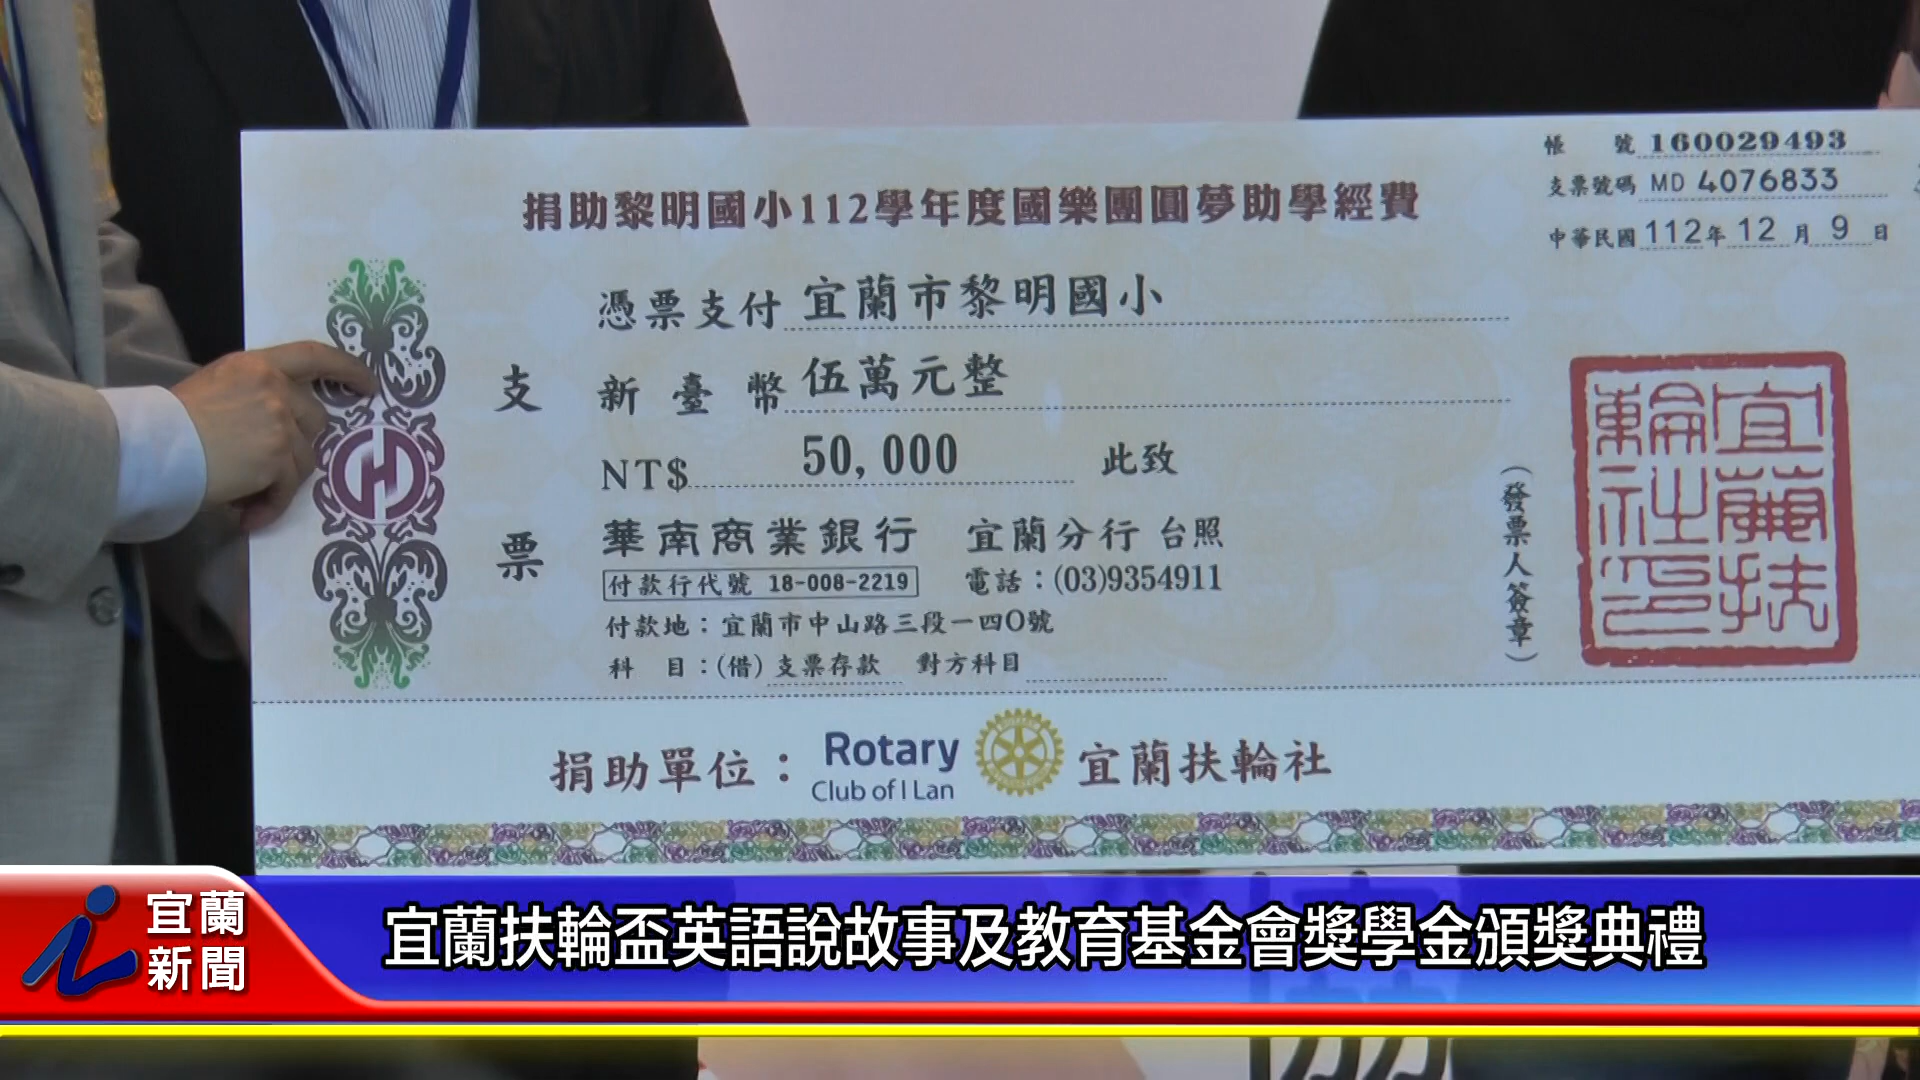 帳號 160029493
支票號碼 MD 4076833
中華民國112年12月9日
捐助黎明國小112學年度國樂團圓夢助學經費
憑票支付 宜蘭市黎明國小
新臺幣 伍萬元整
NT$ 50,000 此致
支票
華南商業銀行 宜蘭分行 台照
付款行代號 18-008-2219 電話：(03)9354911
付款地：宜蘭市中山路三段一四O號
科 目：(借) 支票存款 對方科目
(發票人簽章)
宜蘭扶輪社印
捐助單位： Rotary 宜蘭扶輪社
Club of I Lan
宜蘭新聞
宜蘭扶輪盃英語說故事及教育基金會獎學金頒獎典禮